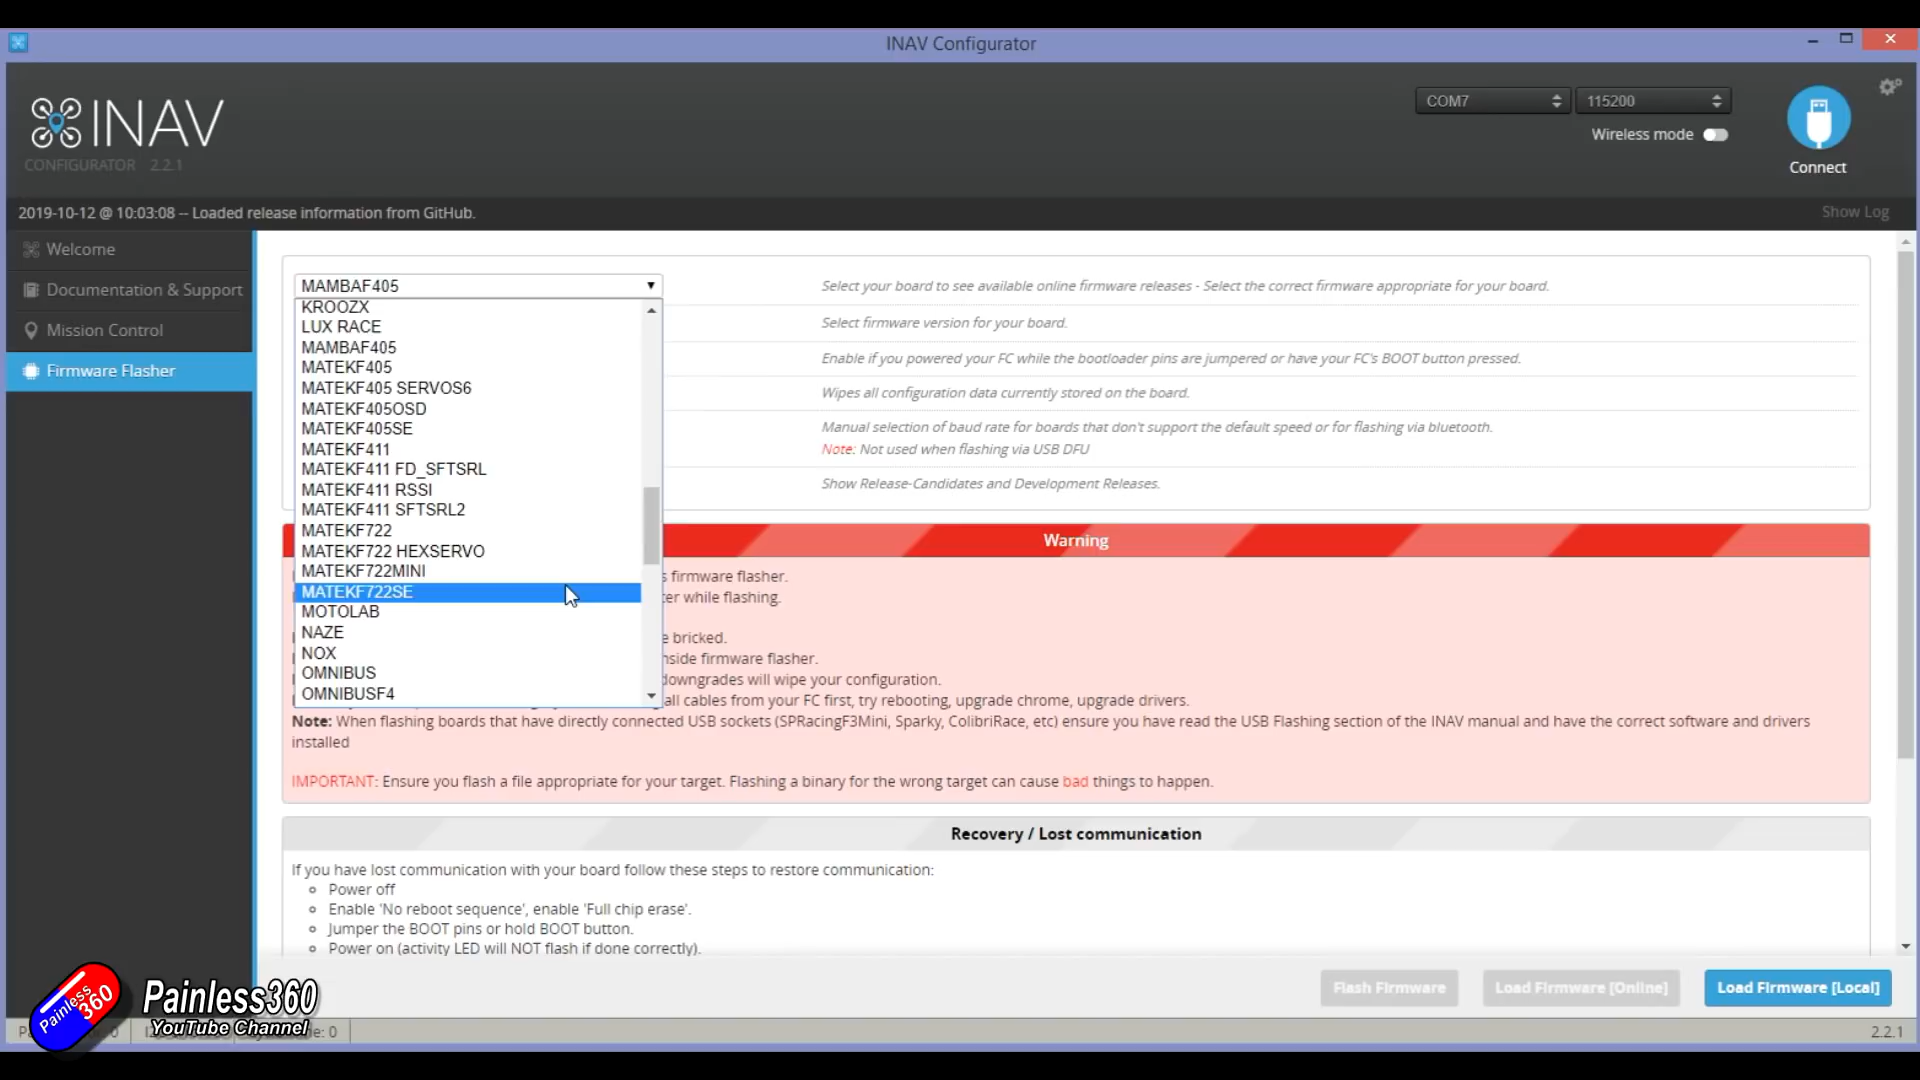 INAV Configurator
INAV
CONFIGURATOR 2.2.1
COM7
115200
Wireless mode
Connect
2019-10-12 @ 10:03:08 -- Loaded release information from GitHub.
Show Log
Welcome
Documentation & Support
Mission Control
Firmware Flasher
MAMBAF405
KROOZX
LUX RACE
MAMBAF405
MATEKF405
MATEKF405 SERVOS6
MATEKF405OSD
MATEKF405SE
MATEKF411
MATEKF411 FD_SFTSRL
MATEKF411 RSSI
MATEKF411 SFTSRL2
MATEKF722
MATEKF722 HEXSERVO
MATEKF722MINI
MATEKF722SE
MOTOLAB
NAZE
NOX
OMNIBUS
OMNIBUSF4
Select your board to see available online firmware releases - Select the correct firmware appropriate for your board.
Select firmware version for your board.
Enable if you powered your FC while the bootloader pins are jumpered or have your FC's BOOT button pressed.
Wipes all configuration data currently stored on the board.
Manual selection of baud rate for boards that don't support the default speed or for flashing via bluetooth.
Note: Not used when flashing via USB DFU
Show Release-Candidates and Development Releases.
Warning
firmware flasher.
while flashing.
bricked.
firmware flasher.
downgrades will wipe your configuration.
all cables from your FC first, try rebooting, upgrade chrome, upgrade drivers.
Note: When flashing boards that have directly connected USB sockets (SPRacingF3Mini, Sparky, ColibriRace, etc) ensure you have read the USB Flashing section of the INAV manual and have the correct software and drivers
installed
IMPORTANT: Ensure you flash a file appropriate for your target. Flashing a binary for the wrong target can cause bad things to happen.
Recovery / Lost communication
If you have lost communication with your board follow these steps to restore communication:
Power off
Enable 'No reboot sequence', enable 'Full chip erase'.
Jumper the BOOT pins or hold BOOT button.
Power on (activity LED will NOT flash if done correctly).
Flash Firmware
Load Firmware [Online]
Load Firmware [Local]
Painless 360
Painless360
YouTube Channel
2.2.1